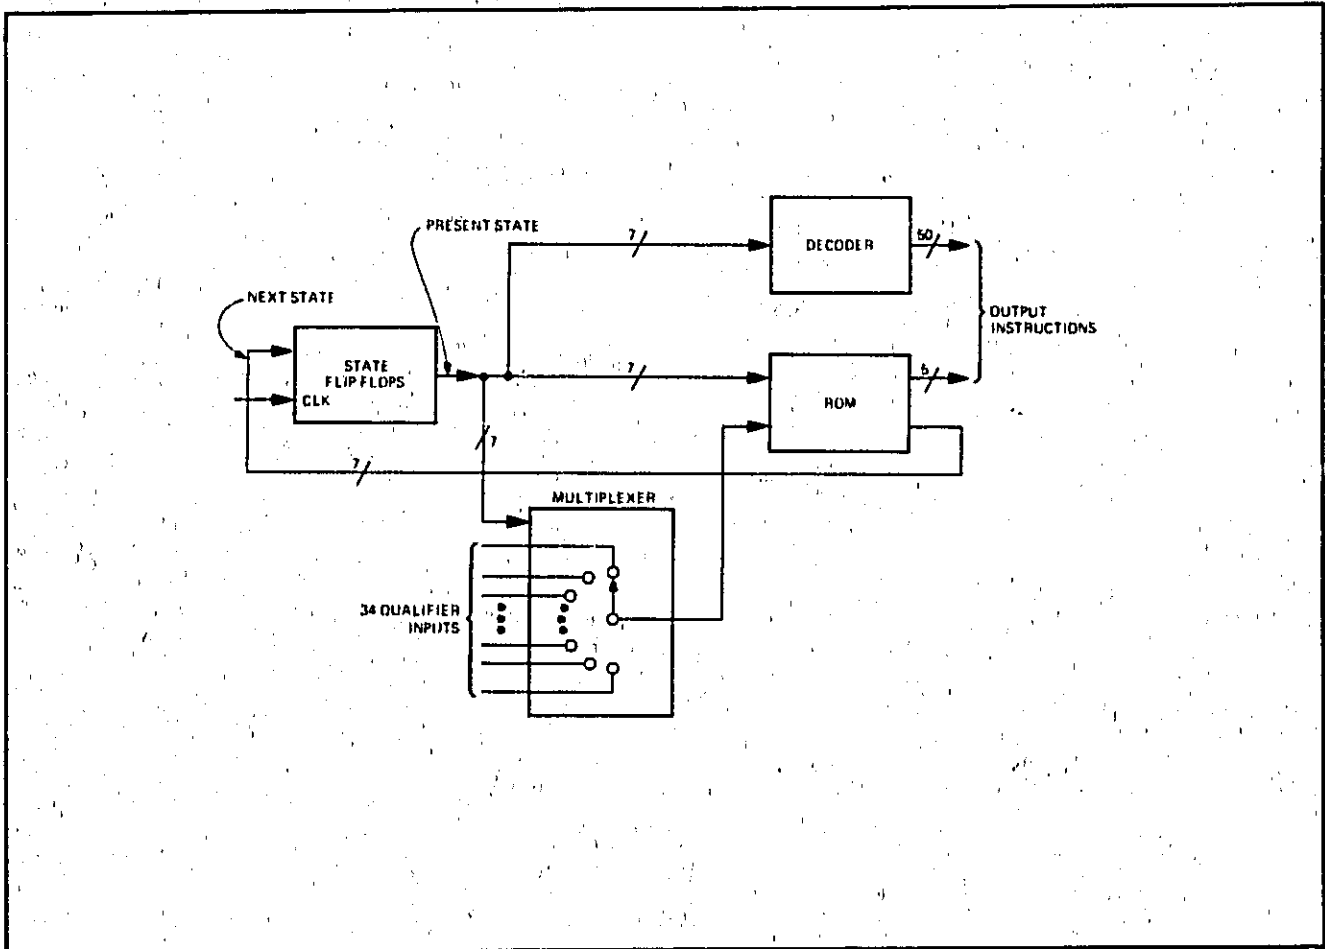 PRESENT STATE
7
DECODER
50
NEXT STATE
OUTPUT
INSTRUCTIONS
STATE
FLIP FLOPS
CLK
7
ROM
7
7
MULTIPLEXER
34 QUALIFIER
INPUTS